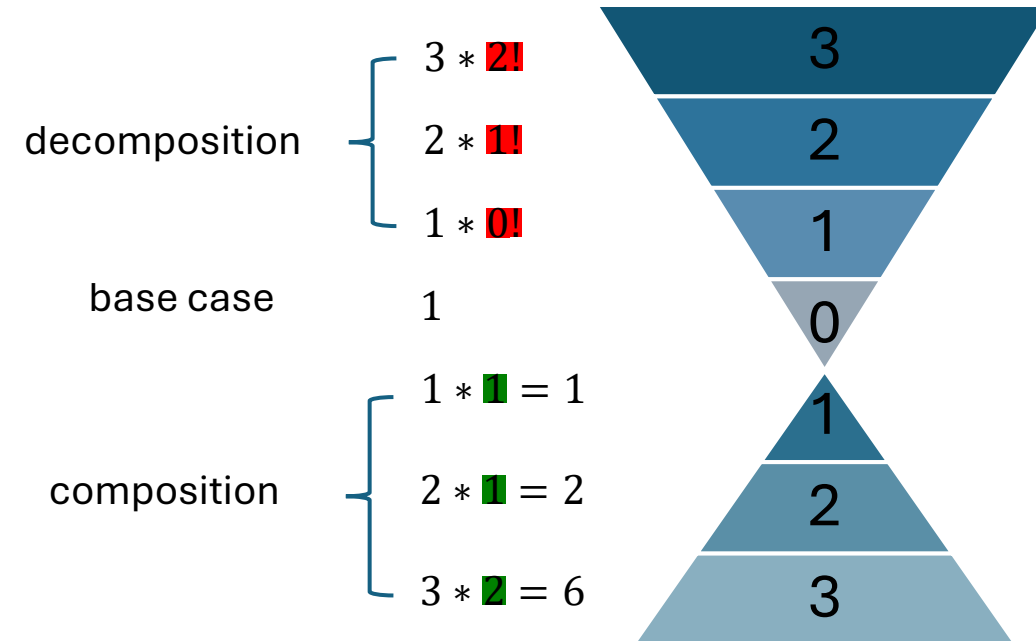 3 ∗ 2!
decomposition
2 ∗ 1!
1 ∗ 0!
base case
1
1 ∗ 1 = 1
composition
2 ∗ 1 = 2
3 ∗ 2 = 6
3
2
1
0
1
2
3